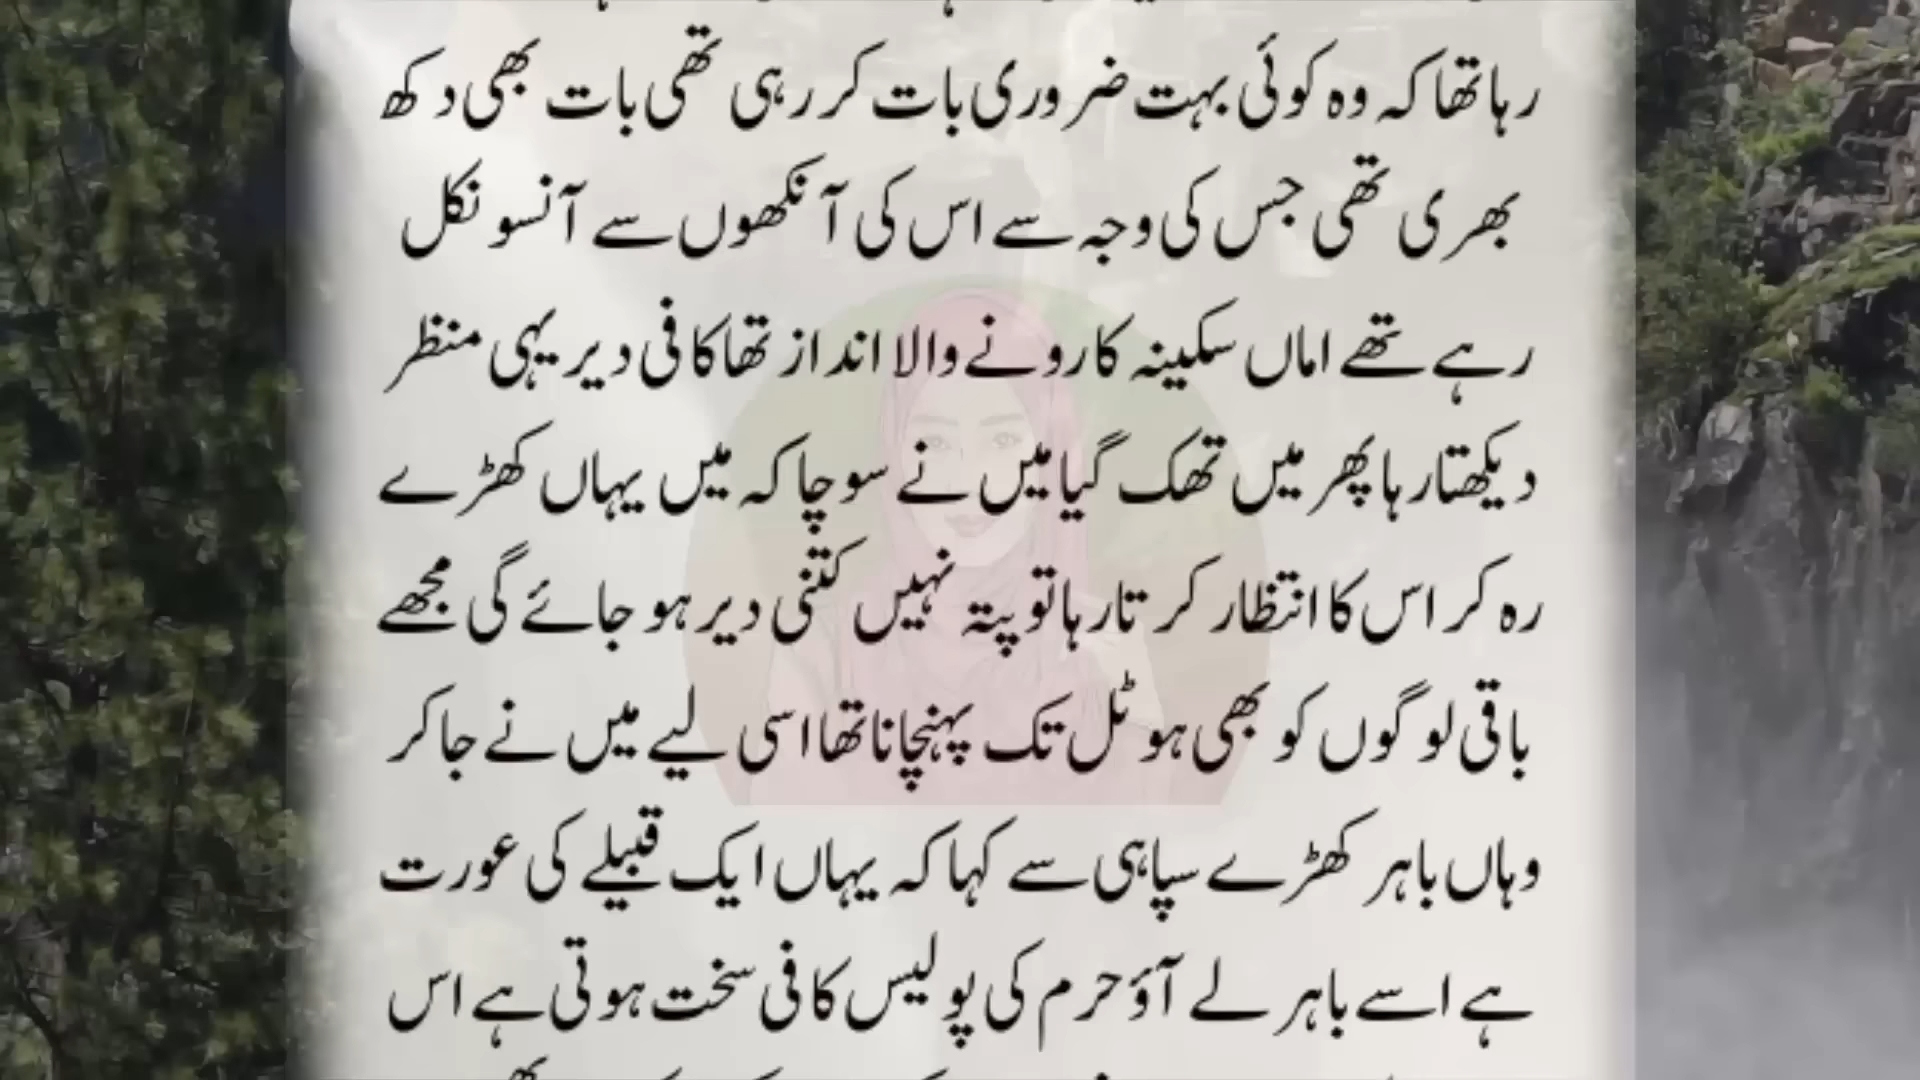 رہا تھا کہ وہ کوئی بہت ضروری بات کر رہی تھی بات بھی دکھ
بھری تھی جس کی وجہ سے اس کی آنکھوں سے آنسو نکل
رہے تھے اماں سکینہ کا رونے والا انداز تھا کافی دیر یہی منظر
دیکھتا رہا پھر میں تھک گیا میں نے سوچا کہ میں یہاں کھڑے
رہ کر اس کا انتظار کرتا رہا تو پتہ نہیں کتنی دیر ہو جائے گی مجھے
باقی لوگوں کو بھی ہوٹل تک پہنچانا تھا اسی لیے میں نے جا کر
وہاں باہر کھڑے سپاہی سے کہا کہ یہاں ایک قبیلے کی عورت
ہے اسے باہر لے آؤ حرم کی پولیس کافی سخت ہوتی ہے اس